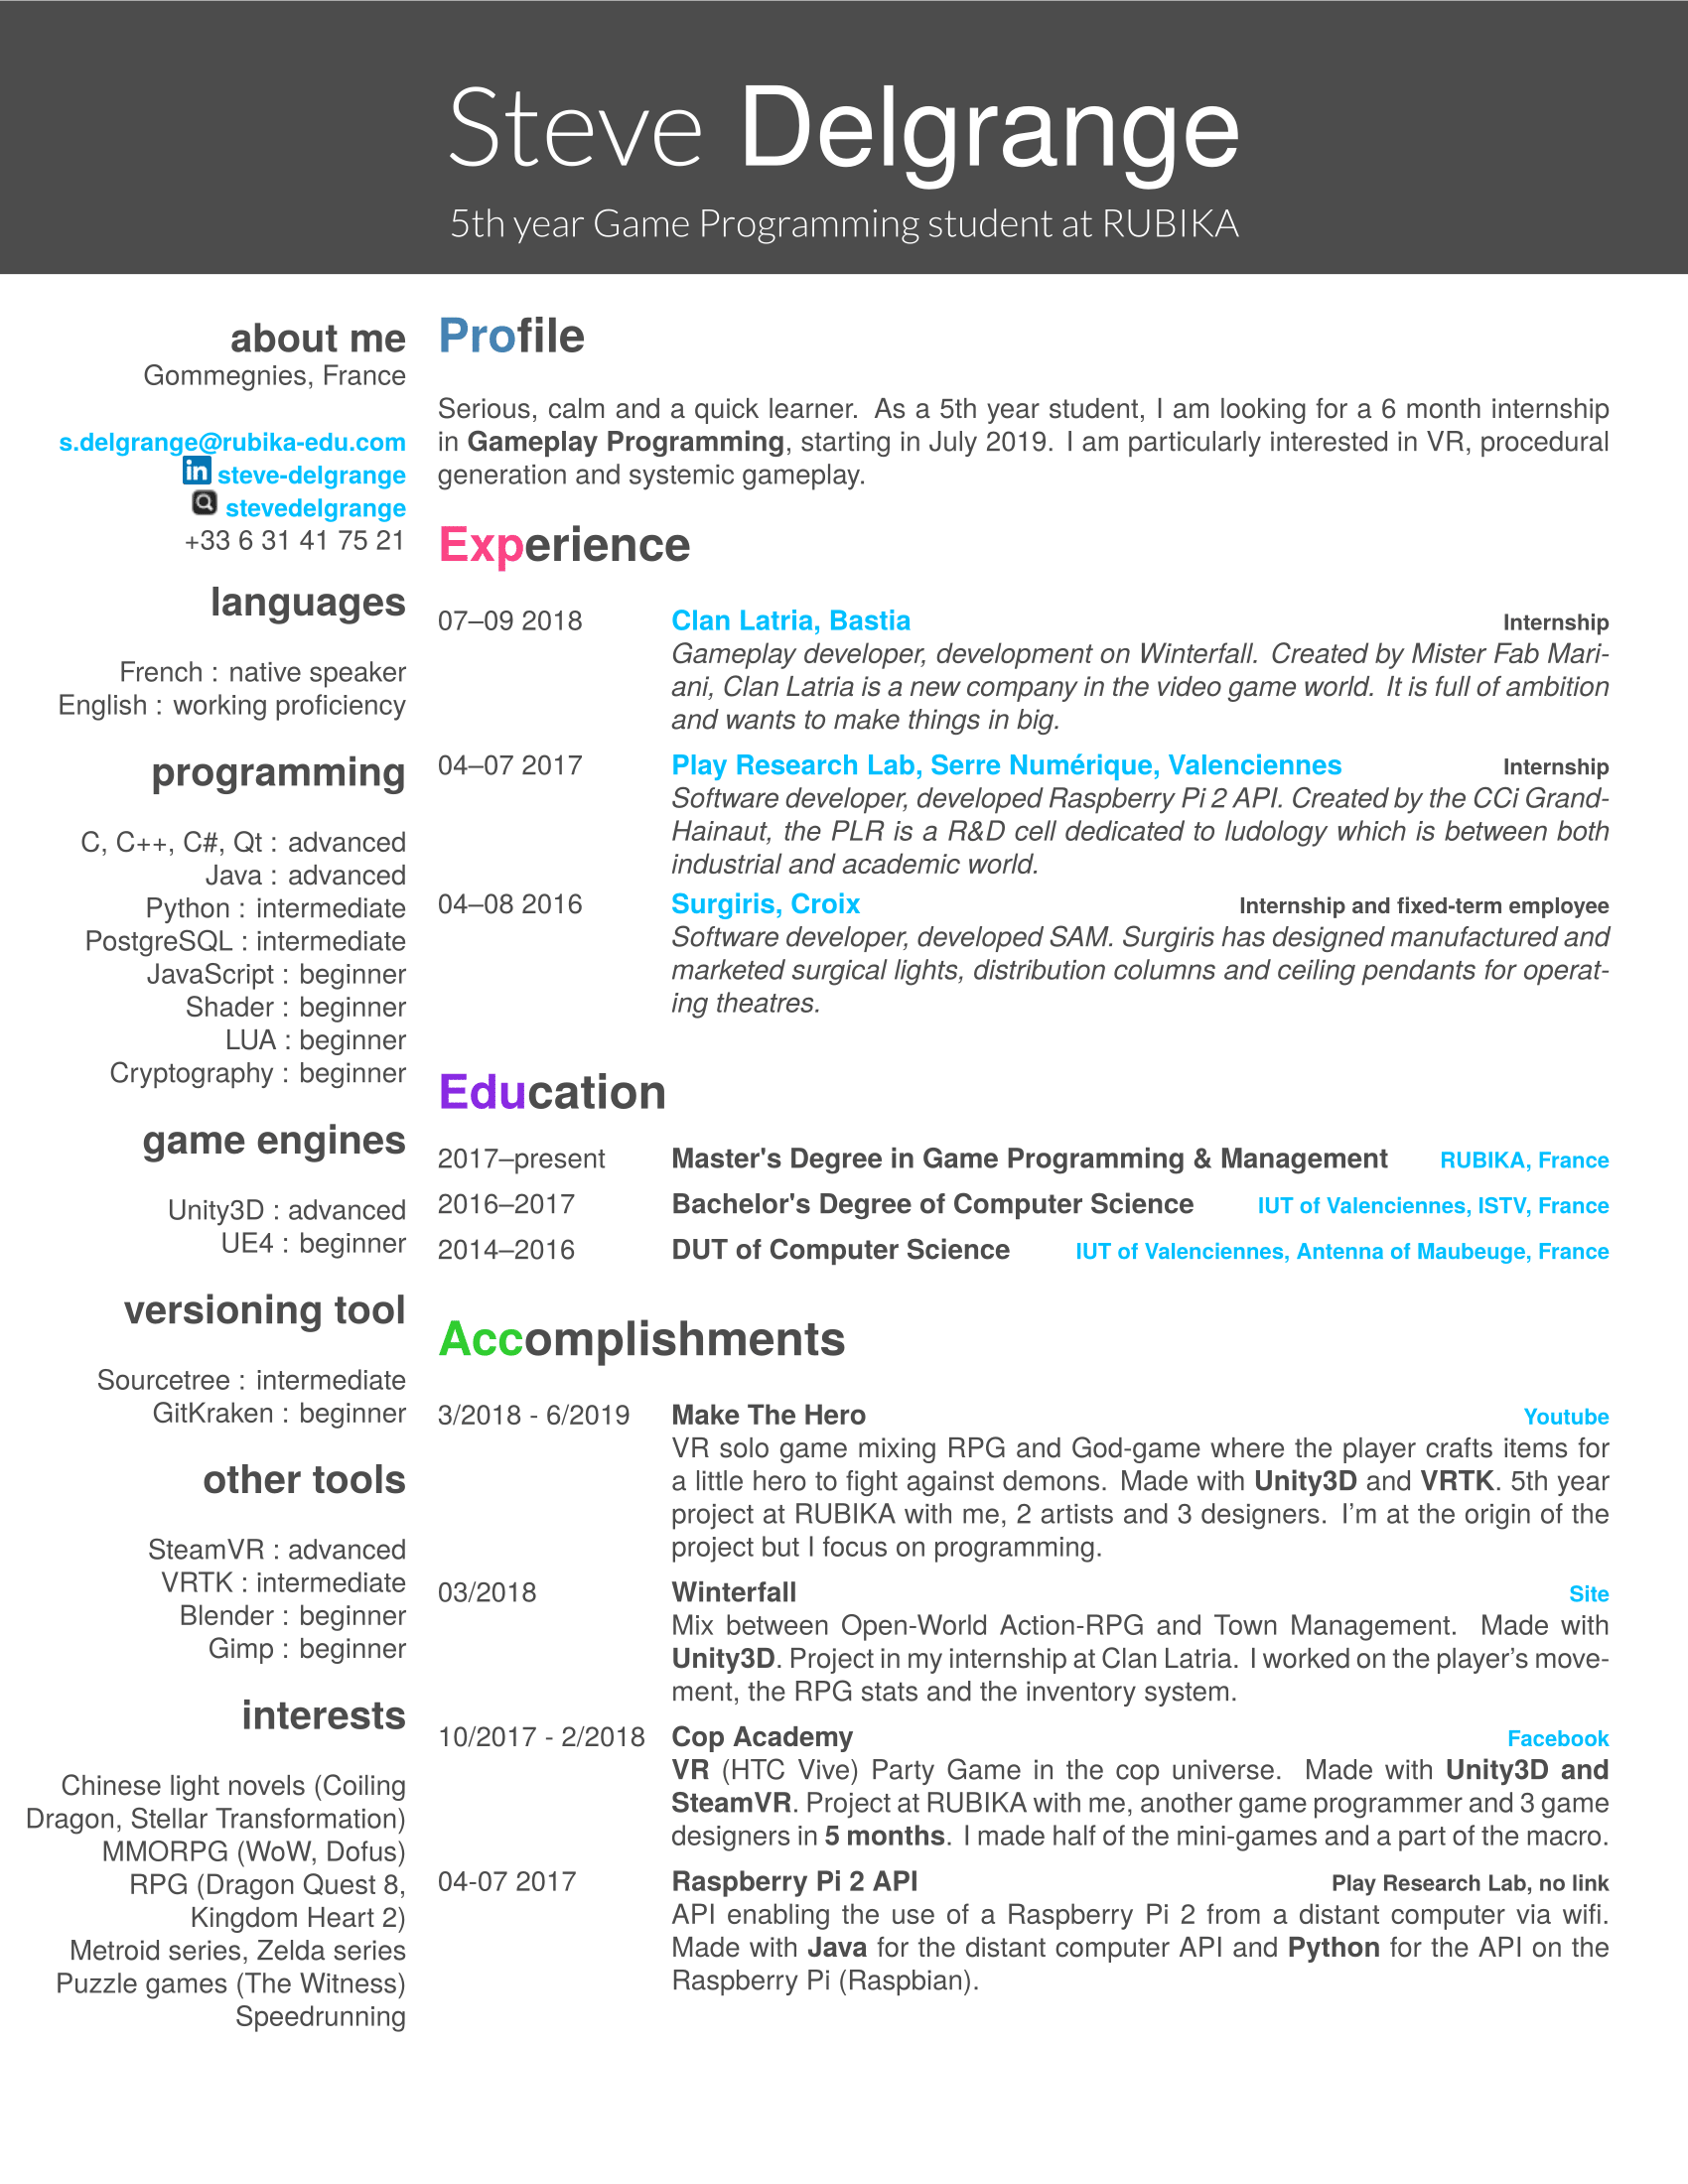 Steve Delgrange
5th year Game Programming student at RUBIKA
about me
Gommegnies, France
s.delgrange@rubika-edu.com
in steve-delgrange
stevedelgrange
+33 6 31 41 75 21
languages
French : native speaker
English : working proficiency
programming
C, C++, C#, Qt : advanced
Java : advanced
Python : intermediate
PostgreSQL : intermediate
JavaScript : beginner
Shader : beginner
LUA : beginner
Cryptography : beginner
game engines
Unity3D : advanced
UE4 : beginner
versioning tool
Sourcetree : intermediate
GitKraken : beginner
other tools
SteamVR : advanced
VRTK : intermediate
Blender : beginner
Gimp : beginner
interests
Chinese light novels (Coiling
Dragon, Stellar Transformation)
MMORPG (WoW, Dofus)
RPG (Dragon Quest 8,
Kingdom Heart 2)
Metroid series, Zelda series
Puzzle games (The Witness)
Speedrunning
Profile
Serious, calm and a quick learner. As a 5th year student, I am looking for a 6 month internship
in Gameplay Programming, starting in July 2019. I am particularly interested in VR, procedural
generation and systemic gameplay.
Experience
07–09 2018 Clan Latria, Bastia Internship
Gameplay developer, development on Winterfall. Created by Mister Fab Mari-
ani, Clan Latria is a new company in the video game world. It is full of ambition
and wants to make things in big.
04–07 2017 Play Research Lab, Serre Numérique, Valenciennes Internship
Software developer, developed Raspberry Pi 2 API. Created by the CCi Grand-
Hainaut, the PLR is a R&D cell dedicated to ludology which is between both
industrial and academic world.
04–08 2016 Surgiris, Croix Internship and fixed-term employee
Software developer, developed SAM. Surgiris has designed manufactured and
marketed surgical lights, distribution columns and ceiling pendants for operat-
ing theatres.
Education
2017–present Master's Degree in Game Programming & Management RUBIKA, France
2016–2017 Bachelor's Degree of Computer Science IUT of Valenciennes, ISTV, France
2014–2016 DUT of Computer Science IUT of Valenciennes, Antenna of Maubeuge, France
Accomplishments
3/2018 - 6/2019 Make The Hero Youtube
VR solo game mixing RPG and God-game where the player crafts items for
a little hero to fight against demons. Made with Unity3D and VRTK. 5th year
project at RUBIKA with me, 2 artists and 3 designers. I'm at the origin of the
project but I focus on programming.
03/2018 Winterfall Site
Mix between Open-World Action-RPG and Town Management. Made with
Unity3D. Project in my internship at Clan Latria. I worked on the player's move-
ment, the RPG stats and the inventory system.
10/2017 - 2/2018 Cop Academy Facebook
VR (HTC Vive) Party Game in the cop universe. Made with Unity3D and
SteamVR. Project at RUBIKA with me, another game programmer and 3 game
designers in 5 months. I made half of the mini-games and a part of the macro.
04-07 2017 Raspberry Pi 2 API Play Research Lab, no link
API enabling the use of a Raspberry Pi 2 from a distant computer via wifi.
Made with Java for the distant computer API and Python for the API on the
Raspberry Pi (Raspbian).